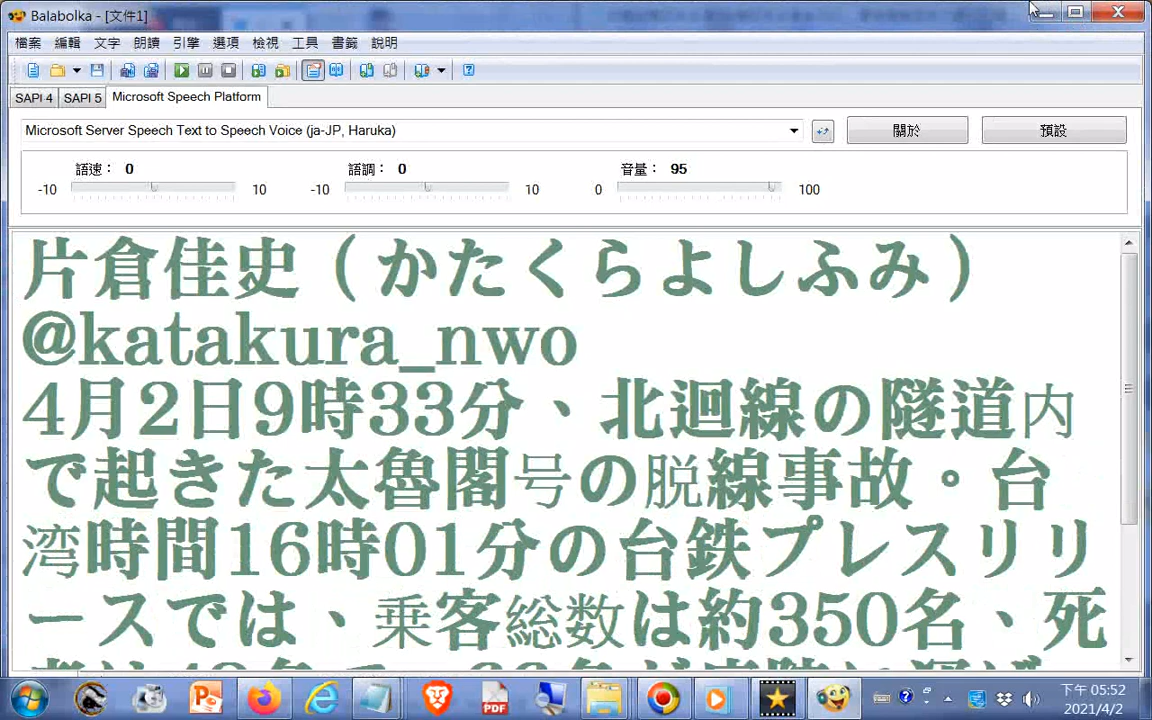 Balabolka - [文件1]
檔案 編輯 文字 朗讀 引擎 選項 檢視 工具 書籤 說明
SAPI 4 SAPI 5 Microsoft Speech Platform
Microsoft Server Speech Text to Speech Voice (ja-JP, Haruka) 關於 預設
語速： 0 語調： 0 音量： 95
-10 10 -10 10 0 100
片倉佳史（かたくらよしふみ）
@katakura_nwo
4月2日9時33分、北迴線の隧道内
で起きた太魯閣号の脱線事故。台
湾時間16時01分の台鉄プレスリリ
ースでは、乗客総数は約350名、死
下午 05:52
2021/4/2